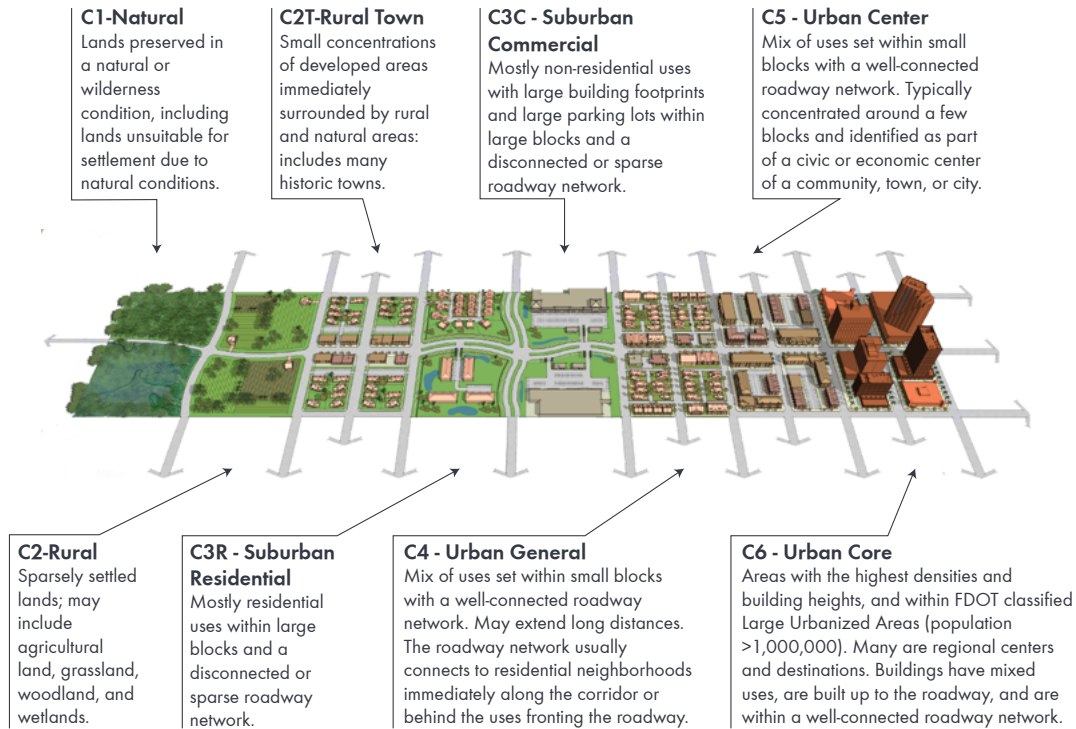 C1-Natural
Lands preserved in
a natural or
wilderness
condition, including
lands unsuitable for
settlement due to
natural conditions.
C2T-Rural Town
Small concentrations
of developed areas
immediately
surrounded by rural
and natural areas:
includes many
historic towns.
C3C - Suburban
Commercial
Mostly non-residential uses
with large building footprints
and large parking lots within
large blocks and a
disconnected or sparse
roadway network.
C5 - Urban Center
Mix of uses set within small
blocks with a well-connected
roadway network. Typically
concentrated around a few
blocks and identified as part
of a civic or economic center
of a community, town, or city.
C2-Rural
Sparsely settled
lands; may
include
agricultural
land, grassland,
woodland, and
wetlands.
C3R - Suburban
Residential
Mostly residential
uses within large
blocks and a
disconnected or
sparse roadway
network.
C4 - Urban General
Mix of uses set within small blocks
with a well-connected roadway
network. May extend long distances.
The roadway network usually
connects to residential neighborhoods
immediately along the corridor or
behind the uses fronting the roadway.
C6 - Urban Core
Areas with the highest densities and
building heights, and within FDOT classified
Large Urbanized Areas (population
>1,000,000). Many are regional centers
and destinations. Buildings have mixed
uses, are built up to the roadway, and are
within a well-connected roadway network.